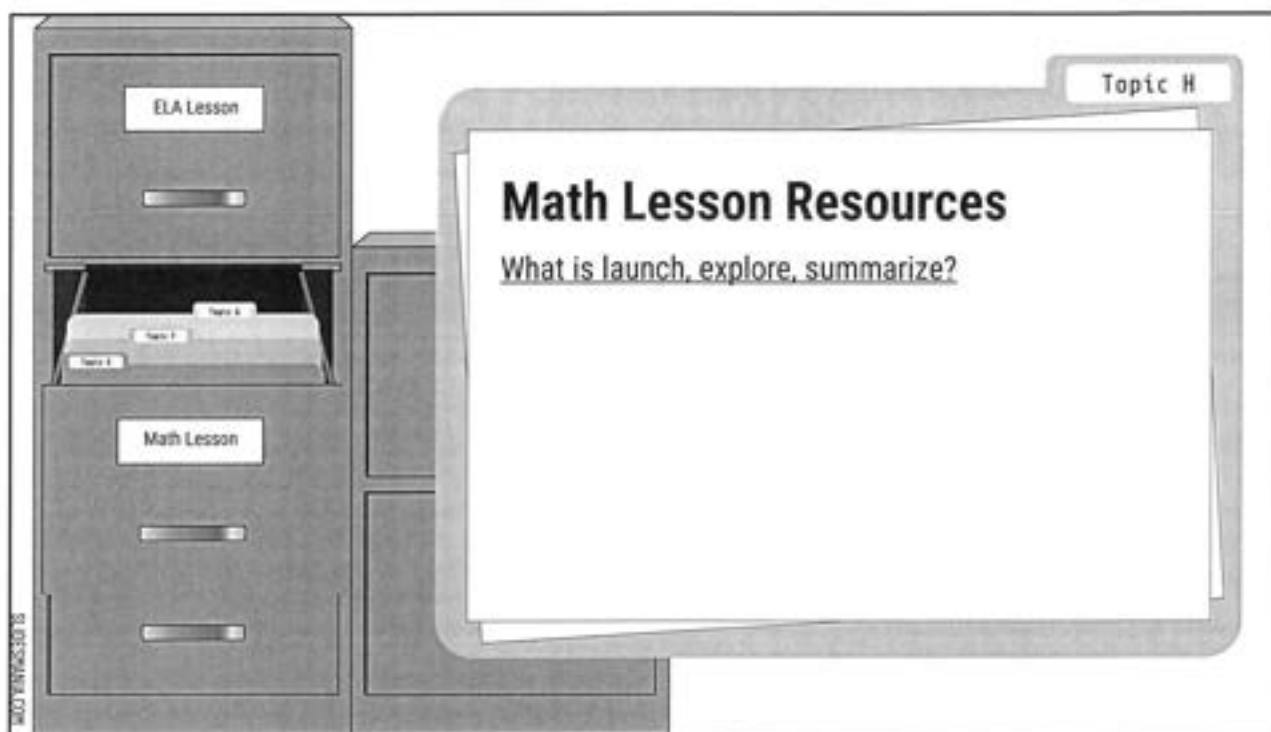 ELA Lesson
Topic H
Math Lesson Resources
What is launch, explore, summarize?
Math Lesson
SLIDESMANIA.COM